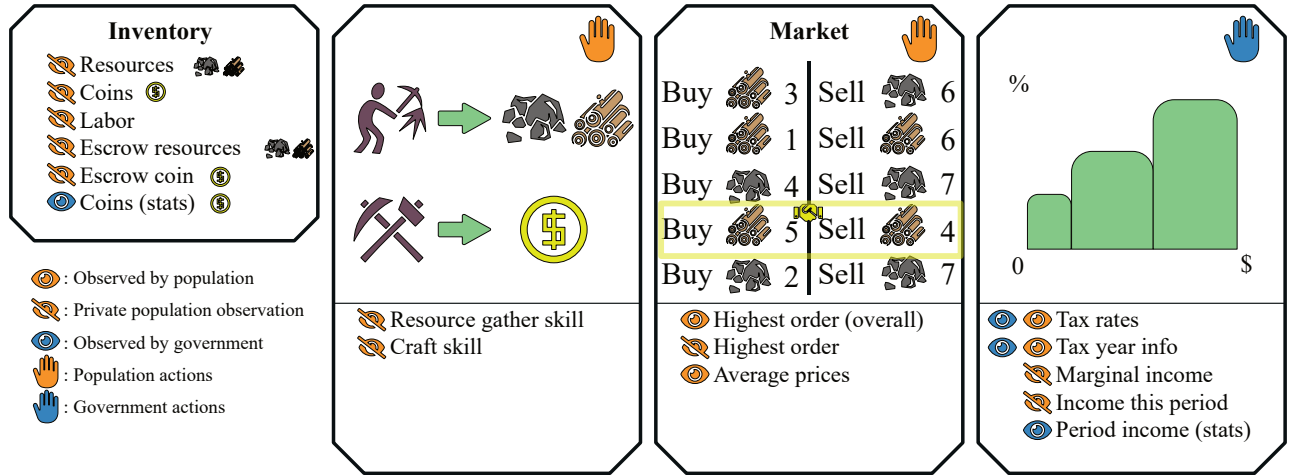 Inventory
Resources
Coins
Labor
Escrow resources
Escrow coin
Coins (stats)
: Observed by population
: Private population observation
: Observed by government
: Population actions
: Government actions
Resource gather skill
Craft skill
Market
Buy 3 Sell 6
Buy 1 Sell 6
Buy 4 Sell 7
Buy 5 Sell 4
Buy 2 Sell 7
Highest order (overall)
Highest order
Average prices
%
0 $
Tax rates
Tax year info
Marginal income
Income this period
Period income (stats)